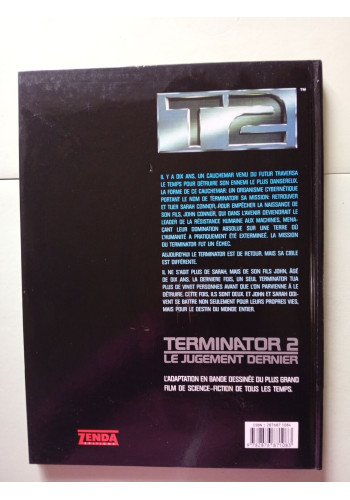 T2
™
IL Y A DIX ANS, UN CAUCHEMAR VENU DU FUTUR TRAVERSA
LE TEMPS POUR DÉTRUIRE SON ENNEMI LE PLUS DANGEREUX.
LA FORME DE CE CAUCHEMAR: UN ORGANISME CYBERNÉTIQUE
PORTANT LE NOM DE TERMINATOR SA MISSION: RETROUVER
ET TUER SARAH CONNOR, POUR EMPÊCHER LA NAISSANCE DE
SON FILS, JOHN CONNOR, QUI DANS L'AVENIR DEVIENDRAIT LE
LEADER DE LA RÉSISTANCE HUMAINE AUX MACHINES, MENA-
CANT LEUR DOMINATION ABSOLUE SUR UNE TERRE OÙ
L'HUMANITÉ A PRATIQUEMENT ÉTÉ EXTERMINÉE. LA MISSION
DU TERMINATOR FUT UN ÉCHEC.
AUJOURD'HUI LE TERMINATOR EST DE RETOUR. MAIS SA CIBLE
EST DIFFÉRENTE.
IL NE S'AGIT PLUS DE SARAH, MAIS DE SON FILS JOHN, ÂGÉ
DE DIX ANS, LA DERNIÈRE FOIS, UN SEUL TERMINATOR TUA
PLUS DE VINGT PERSONNES AVANT QUE L'ON PARVIENNE À LE
DÉTRUIRE. CETTE FOIS, ILS SONT DEUX. ET JOHN ET SARAH DOI-
VENT SE BATTRE NON SEULEMENT POUR LEURS PROPRES VIES,
MAIS POUR LE DESTIN DU MONDE ENTIER.
TERMINATOR 2
LE JUGEMENT DERNIER
L'ADAPTATION EN BANDE DESSINÉE DU PLUS GRAND
FILM DE SCIENCE-FICTION DE TOUS LES TEMPS.
ZENDA
EDITIONS